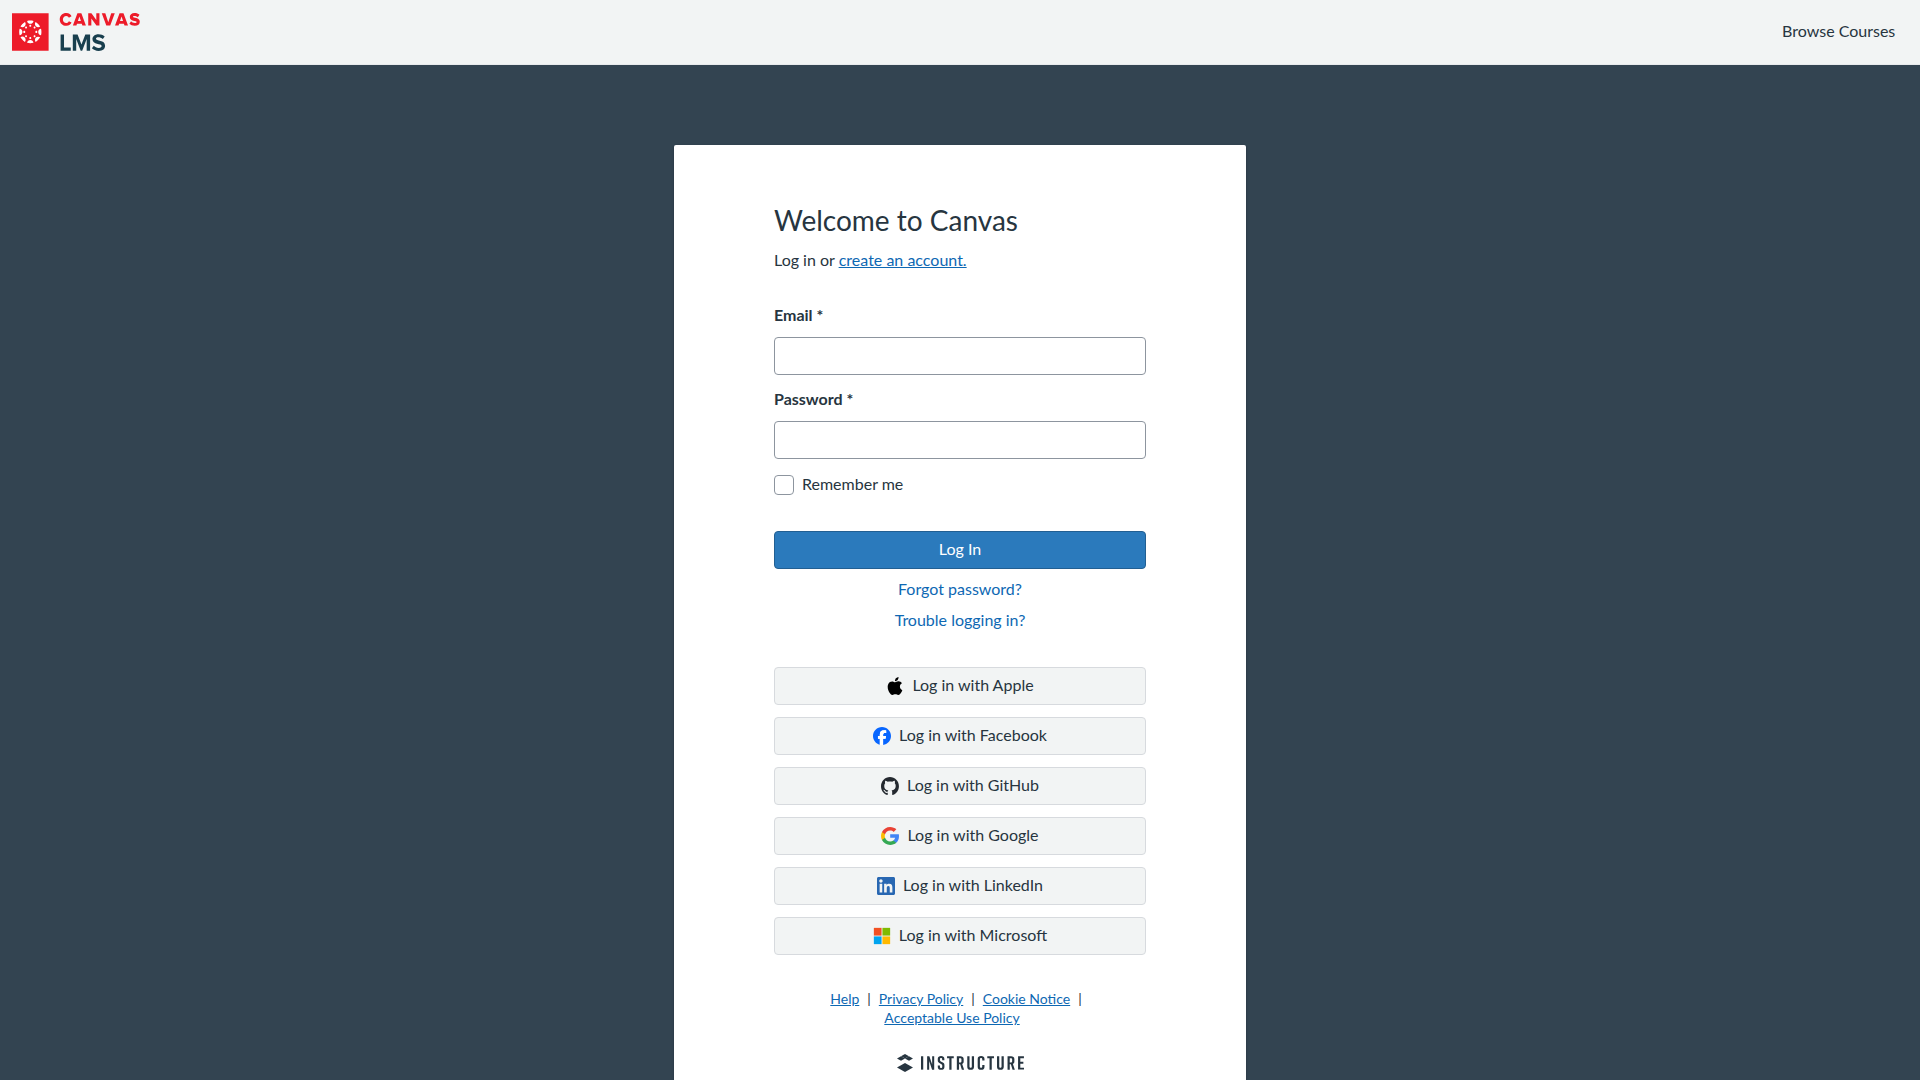 CANVAS
LMS
Browse Courses
Welcome to Canvas
Log in or create an account.
Email *
Password *
Remember me
Log In
Forgot password?
Trouble logging in?
Log in with Apple
Log in with Facebook
Log in with GitHub
Log in with Google
Log in with LinkedIn
Log in with Microsoft
Help | Privacy Policy | Cookie Notice |
Acceptable Use Policy
INSTRUCTURE